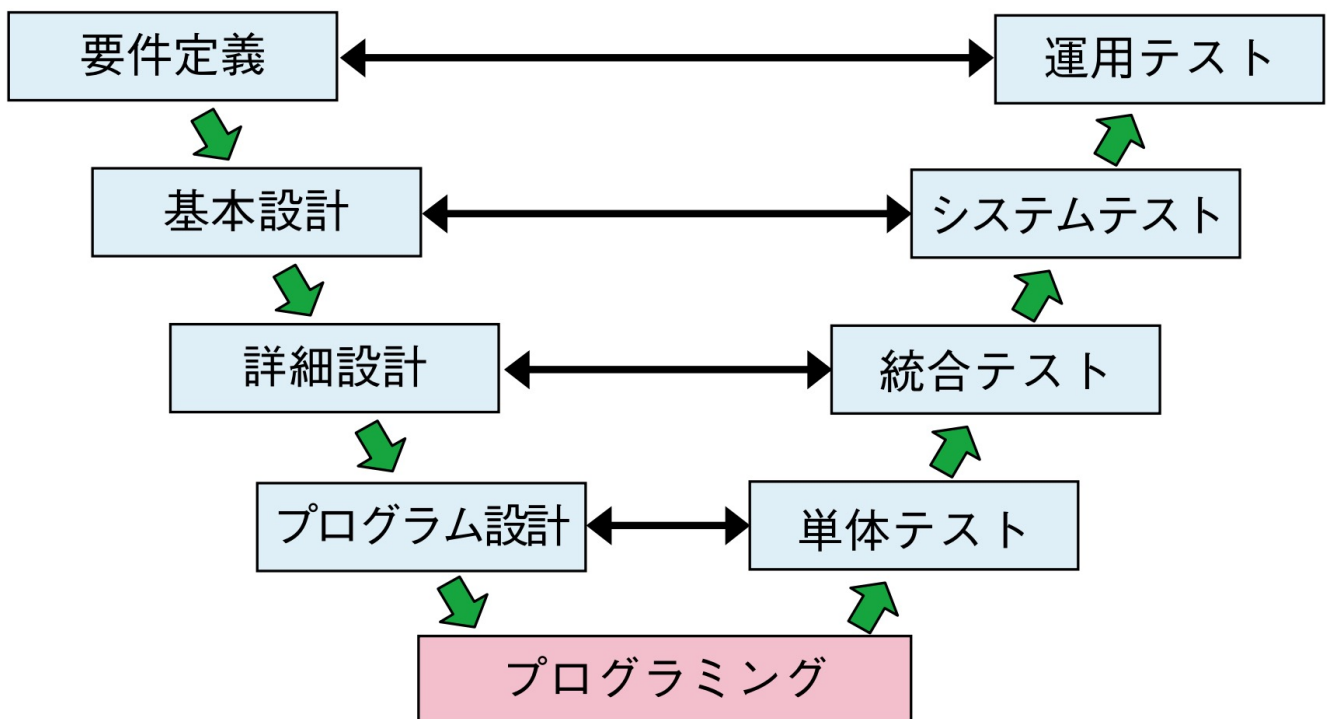 要件定義
運用テスト
基本設計
システムテスト
詳細設計
統合テスト
プログラム設計
単体テスト
プログラミング